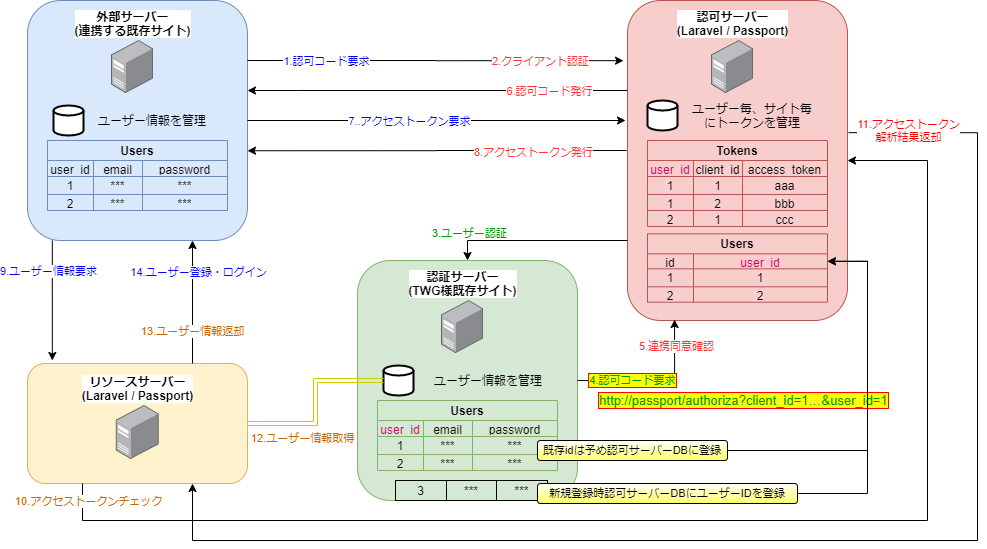 外部サーバー
(連携する既存サイト)
ユーザー情報を管理
Users
user_id email password
1 *** ***
2 *** ***
1.認可コード要求
2.クライアント認証
6.認可コード発行
7..アクセストークン要求
8.アクセストークン発行
3.ユーザー認証
認可サーバー
(Laravel / Passport)
ユーザー毎、サイト毎
にトークンを管理
Tokens
user_id client_id access_token
1 1 aaa
1 2 bbb
2 1 ccc
Users
id user_id
1 1
2 2
11.アクセストークン
解析結果返却
9.ユーザー情報要求
14.ユーザー登録・ログイン
13.ユーザー情報返却
認証サーバー
(TWG様既存サイト)
ユーザー情報を管理
Users
user_id email password
1 *** ***
2 *** ***
3 *** ***
5.連携同意確認
4.認可コード要求
http://passport/authoriza?client_id=1...&user_id=1
既存idは予め認可サーバーDBに登録
新規登録時認可サーバーDBにユーザーIDを登録
リソースサーバー
(Laravel / Passport)
12.ユーザー情報取得
10.アクセストークンチェック